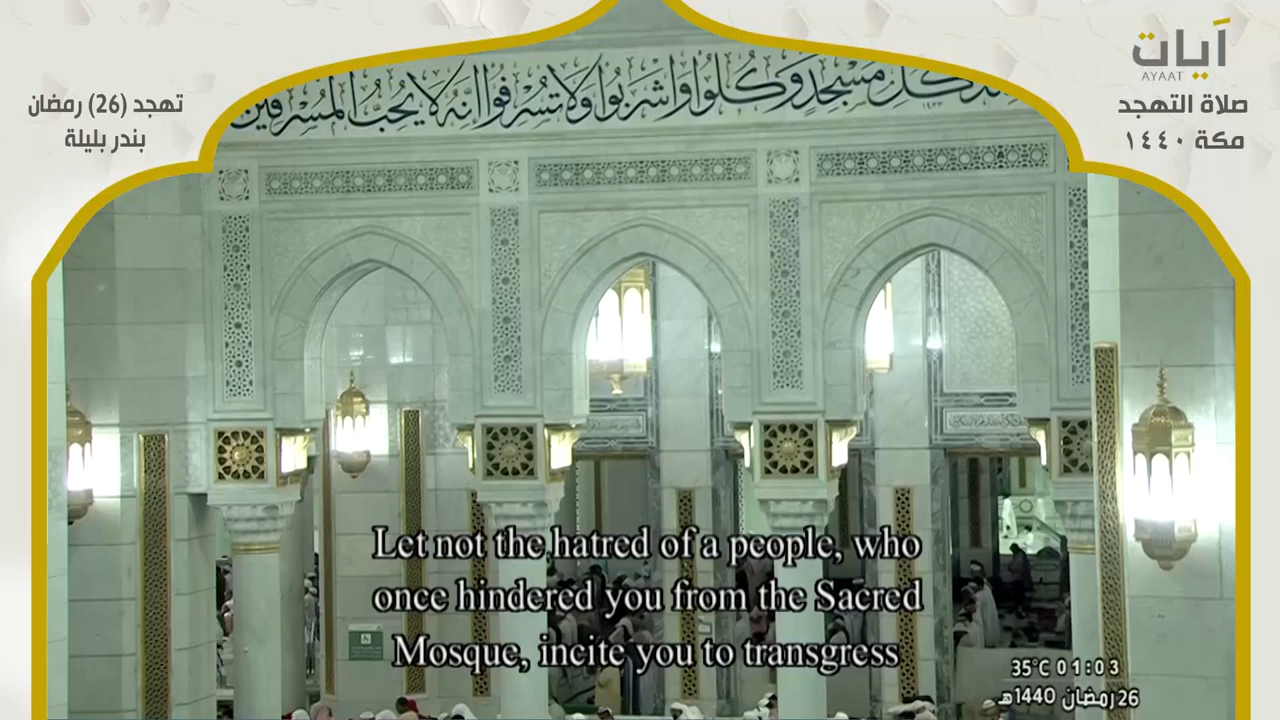 آيات
AYAAT
صلاة التهجد
مكة ١٤٤٠
تهجد (26) رمضان
بندر بليلة
كل مسجد وكلوا واشربوا ولا تسرفوا إنه لا يحب المسرفين
Let not the hatred of a people, who
once hindered you from the Sacred
Mosque, incite you to transgress
35°C 01:03
26 رمضان 1440هـ